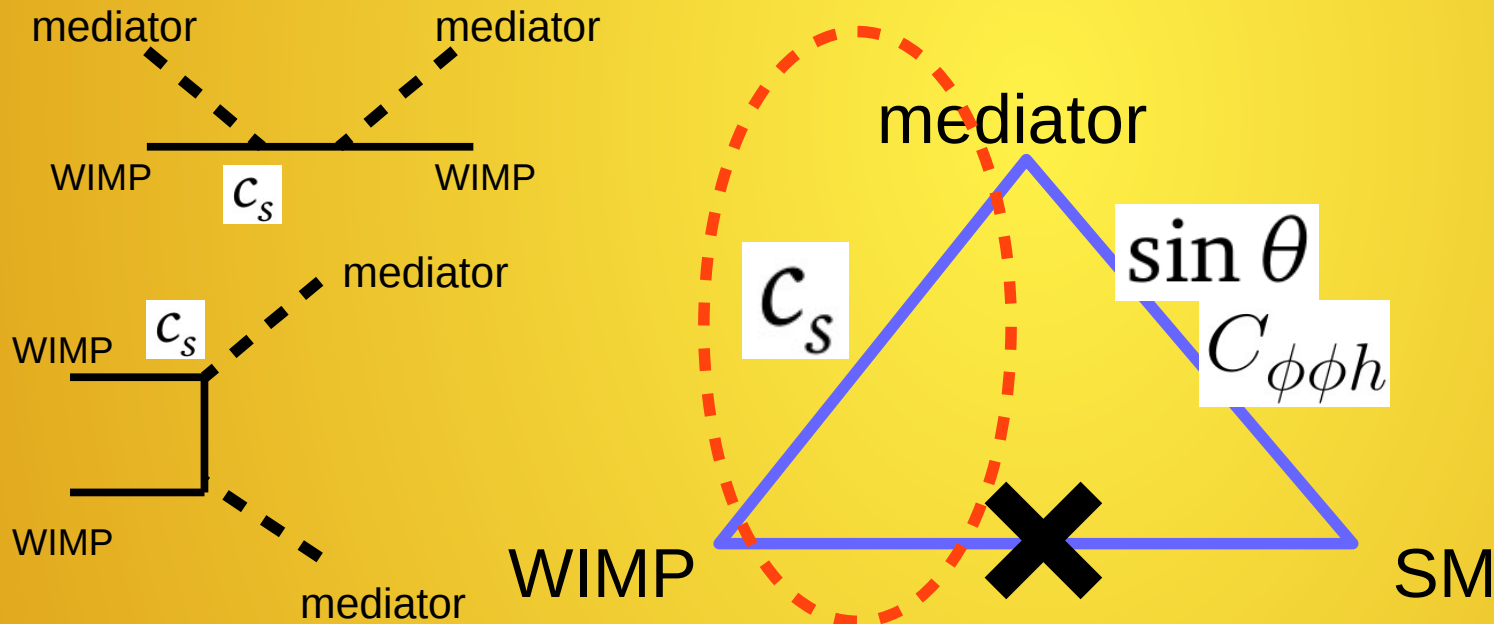 mediator mediator
WIMP WIMP
c_s
mediator
c_s
WIMP
WIMP
mediator
mediator
c_s
sin θ
C_ϕϕh
WIMP
SM